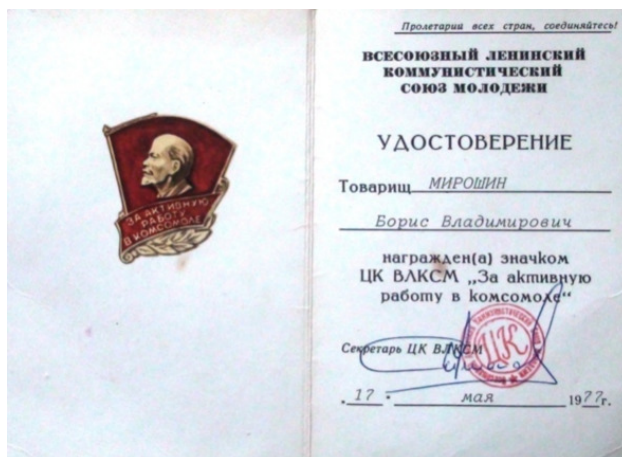 ЗА АКТИВНУЮ
РАБОТУ
В КОМСОМОЛЕ
Пролетарии всех стран, соединяйтесь!
ВСЕСОЮЗНЫЙ ЛЕНИНСКИЙ
КОММУНИСТИЧЕСКИЙ
СОЮЗ МОЛОДЕЖИ
УДОСТОВЕРЕНИЕ
Товарищ МИРОШИН
Борис Владимирович
награжден(а) значком
ЦК ВЛКСМ „За активную
работу в комсомоле“
Секретарь ЦК ВЛКСМ
ЦК
„ 17 " мая 1977г.